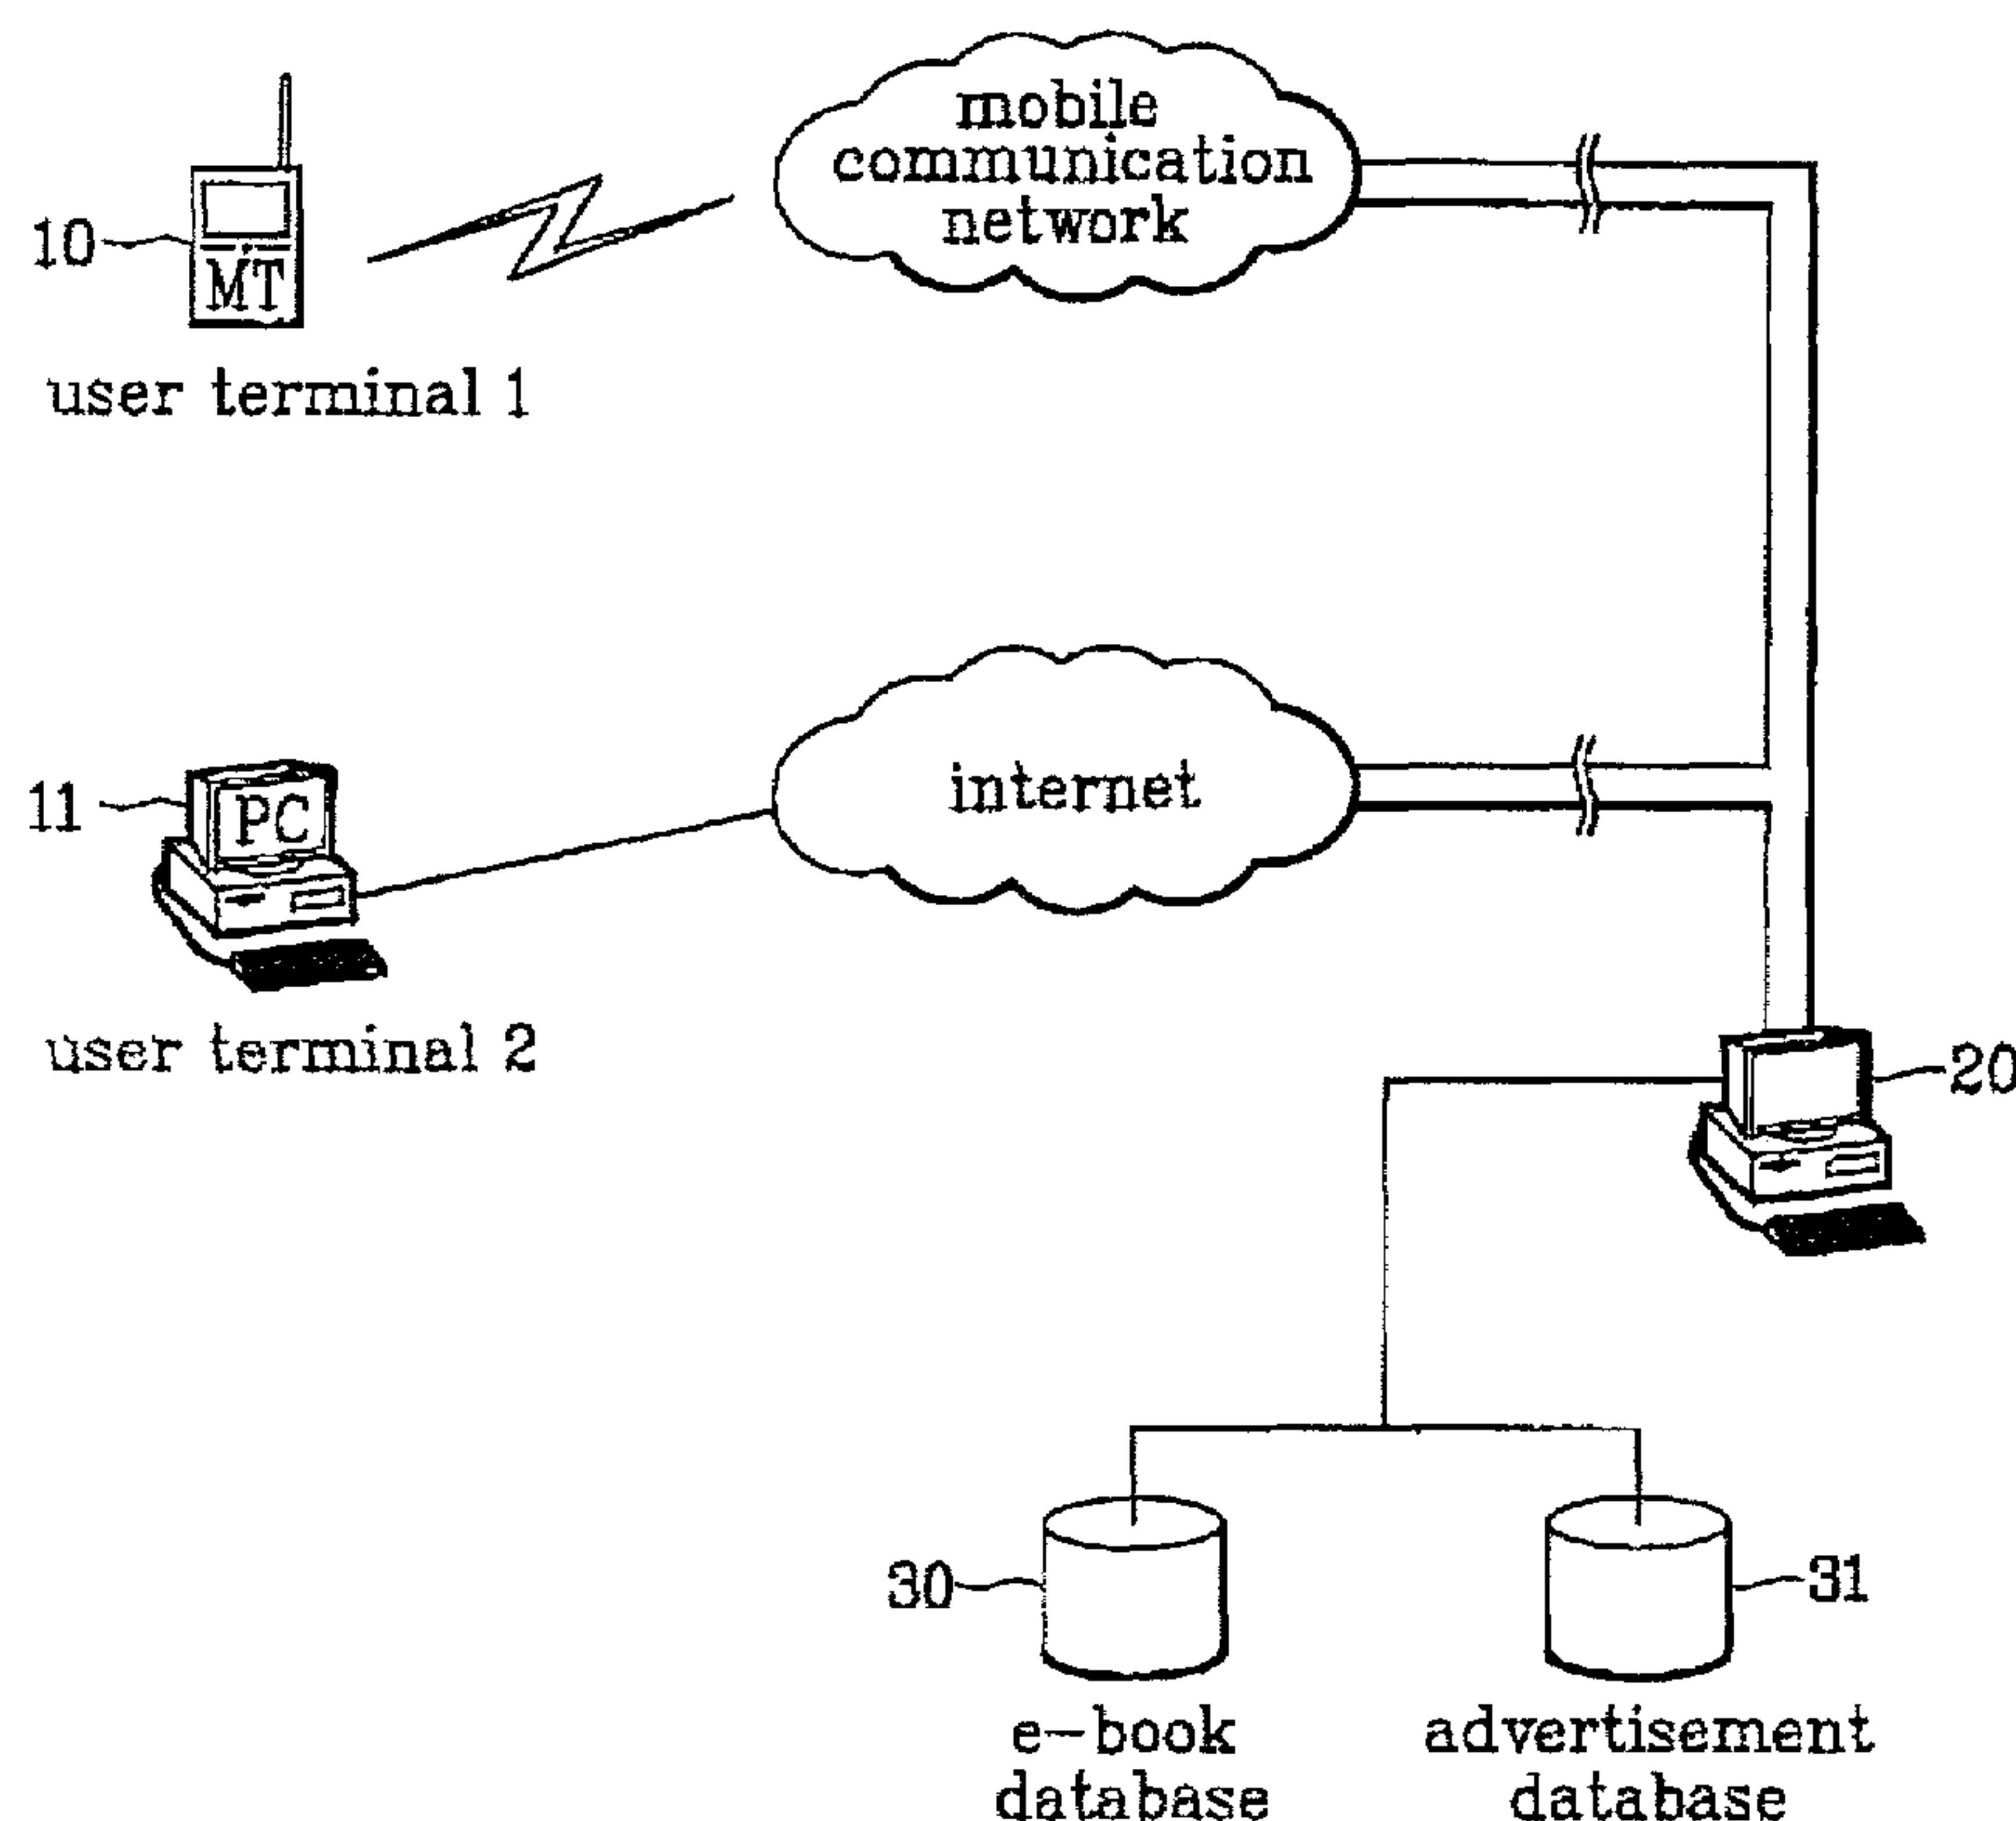 mobile
communication
network
10
MT
user terminal 1
internet
11
PC
user terminal 2
20
30
31
e-book
database
advertisement
database